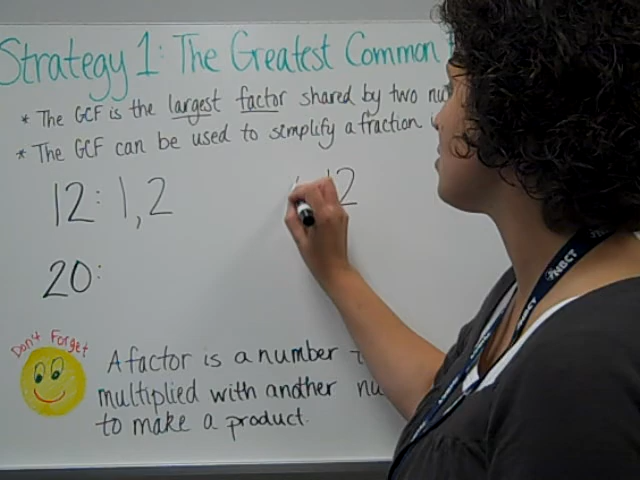 Strategy 1: The Greatest Common
* The GCF is the largest factor shared by two
* The GCF can be used to simplify a fraction
12: 1, 2 12
20:
Don't Forget
A factor is a number
multiplied with another
to make a product.
NBCT